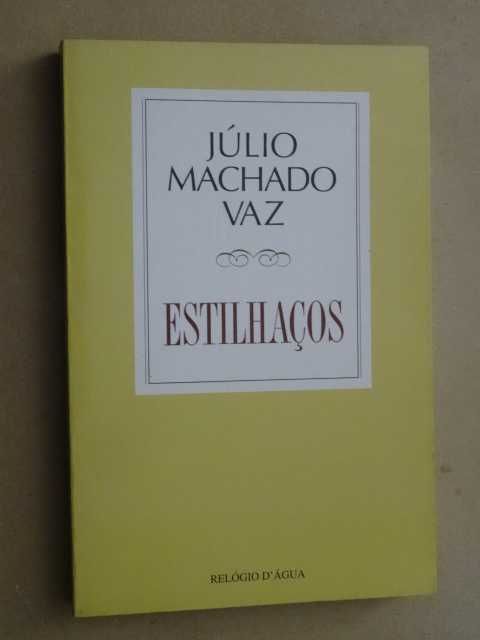 JÚLIO
MACHADO
VAZ
ESTILHAÇOS
RELÓGIO D'ÁGUA